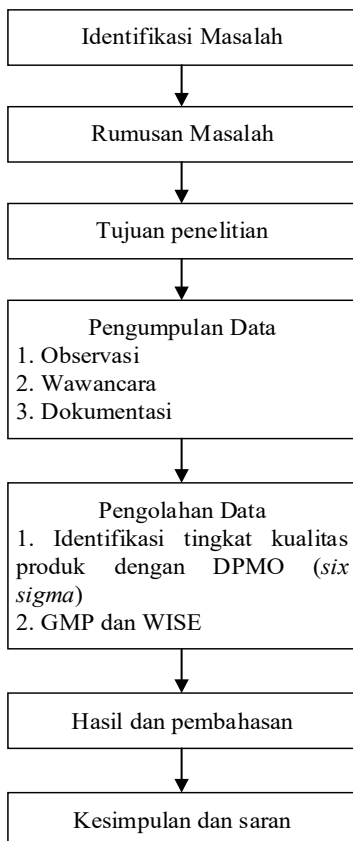 Identifikasi Masalah
Rumusan Masalah
Tujuan penelitian
Pengumpulan Data
1. Observasi
2. Wawancara
3. Dokumentasi
Pengolahan Data
1. Identifikasi tingkat kualitas
produk dengan DPMO (six
sigma)
2. GMP dan WISE
Hasil dan pembahasan
Kesimpulan dan saran